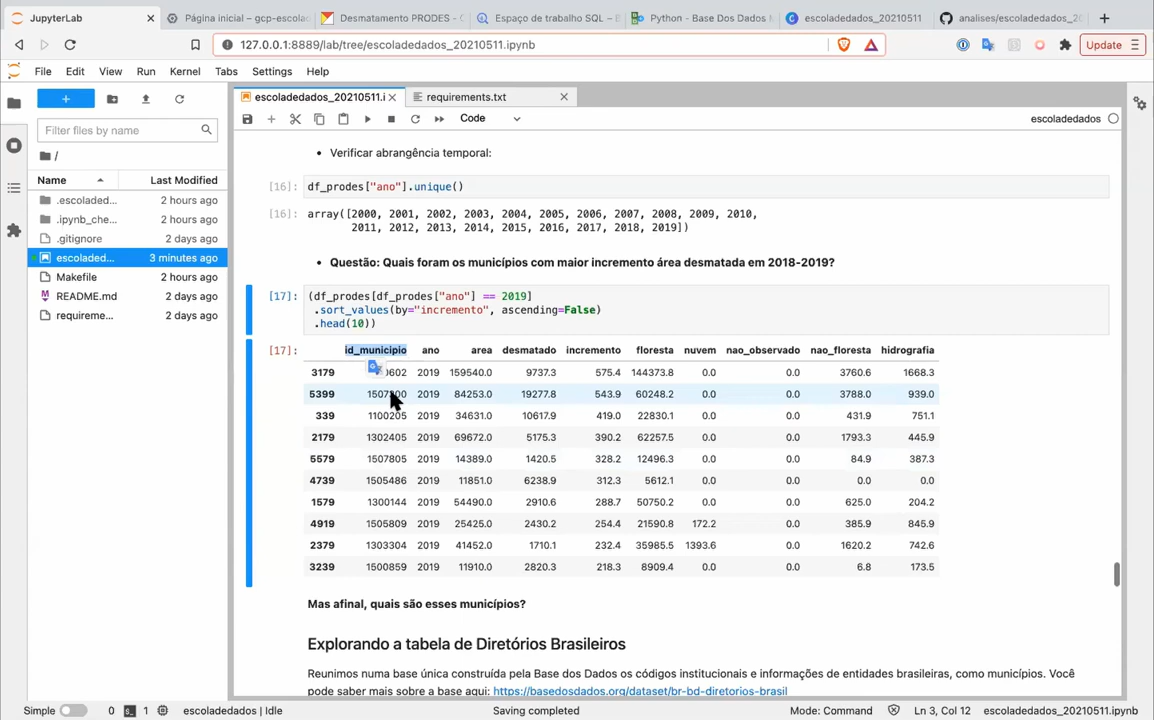 JupyterLab
Página inicial – gcp-escola
Desmatamento PRODES - G
Espaço de trabalho SQL – B
Python - Base Dos Dados
escoladedados_20210511
analises/escoladedados_20
127.0.0.1:8889/lab/tree/escoladedados_20210511.ipynb
Update
File Edit View Run Kernel Tabs Settings Help
escoladedados_20210511.i
requirements.txt
Filter files by name
Code
escoladedados
/
Name Last Modified
.escoladed... 2 hours ago
.ipynb_che... 2 hours ago
.gitignore 2 days ago
escoladed... 3 minutes ago
Makefile 2 hours ago
README.md 2 days ago
requireme... 2 days ago
• Verificar abrangência temporal:
[16]: df_prodes["ano"].unique()
[16]: array([2000, 2001, 2002, 2003, 2004, 2005, 2006, 2007, 2008, 2009, 2010,
2011, 2012, 2013, 2014, 2015, 2016, 2017, 2018, 2019])
• Questão: Quais foram os municípios com maior incremento área desmatada em 2018-2019?
[17]: (df_prodes[df_prodes["ano"] == 2019]
.sort_values(by="incremento", ascending=False)
.head(10))
[17]: id_municipio ano area desmatado incremento floresta nuvem nao_observado nao_floresta hidrografia
3179 2019 159540.0 9737.3 575.4 144373.8 0.0 0.0 3760.6 1668.3
5399 2019 84253.0 19277.8 543.9 60248.2 0.0 0.0 3788.0 939.0
339 1100205 2019 34631.0 10617.9 419.0 22830.1 0.0 0.0 431.9 751.1
2179 1302405 2019 69672.0 5175.3 390.2 62257.5 0.0 0.0 1793.3 445.9
5579 1507805 2019 14389.0 1420.5 328.2 12496.3 0.0 0.0 84.9 387.3
4739 1505486 2019 11851.0 6238.9 312.3 5612.1 0.0 0.0 0.0 0.0
1579 1300144 2019 54490.0 2910.6 288.7 50750.2 0.0 0.0 625.0 204.2
4919 1505809 2019 25425.0 2430.2 254.4 21590.8 172.2 0.0 385.9 845.9
2379 1303304 2019 41452.0 1710.1 232.4 35985.5 1393.6 0.0 1620.2 742.6
3239 1500859 2019 11910.0 2820.3 218.3 8909.4 0.0 0.0 6.8 173.5
Mas afinal, quais são esses municípios?
Explorando a tabela de Diretórios Brasileiros
Reunimos numa base única construída pela Base dos Dados os códigos institucionais e informações de entidades brasileiras, como municípios. Você
pode saber mais sobre a base aqui: https://basedosdados.org/dataset/br-bd-diretorios-brasil
Simple 0 1 escoladedados | Idle Saving completed Mode: Command Ln 3, Col 12 escoladedados_20210511.ipynb